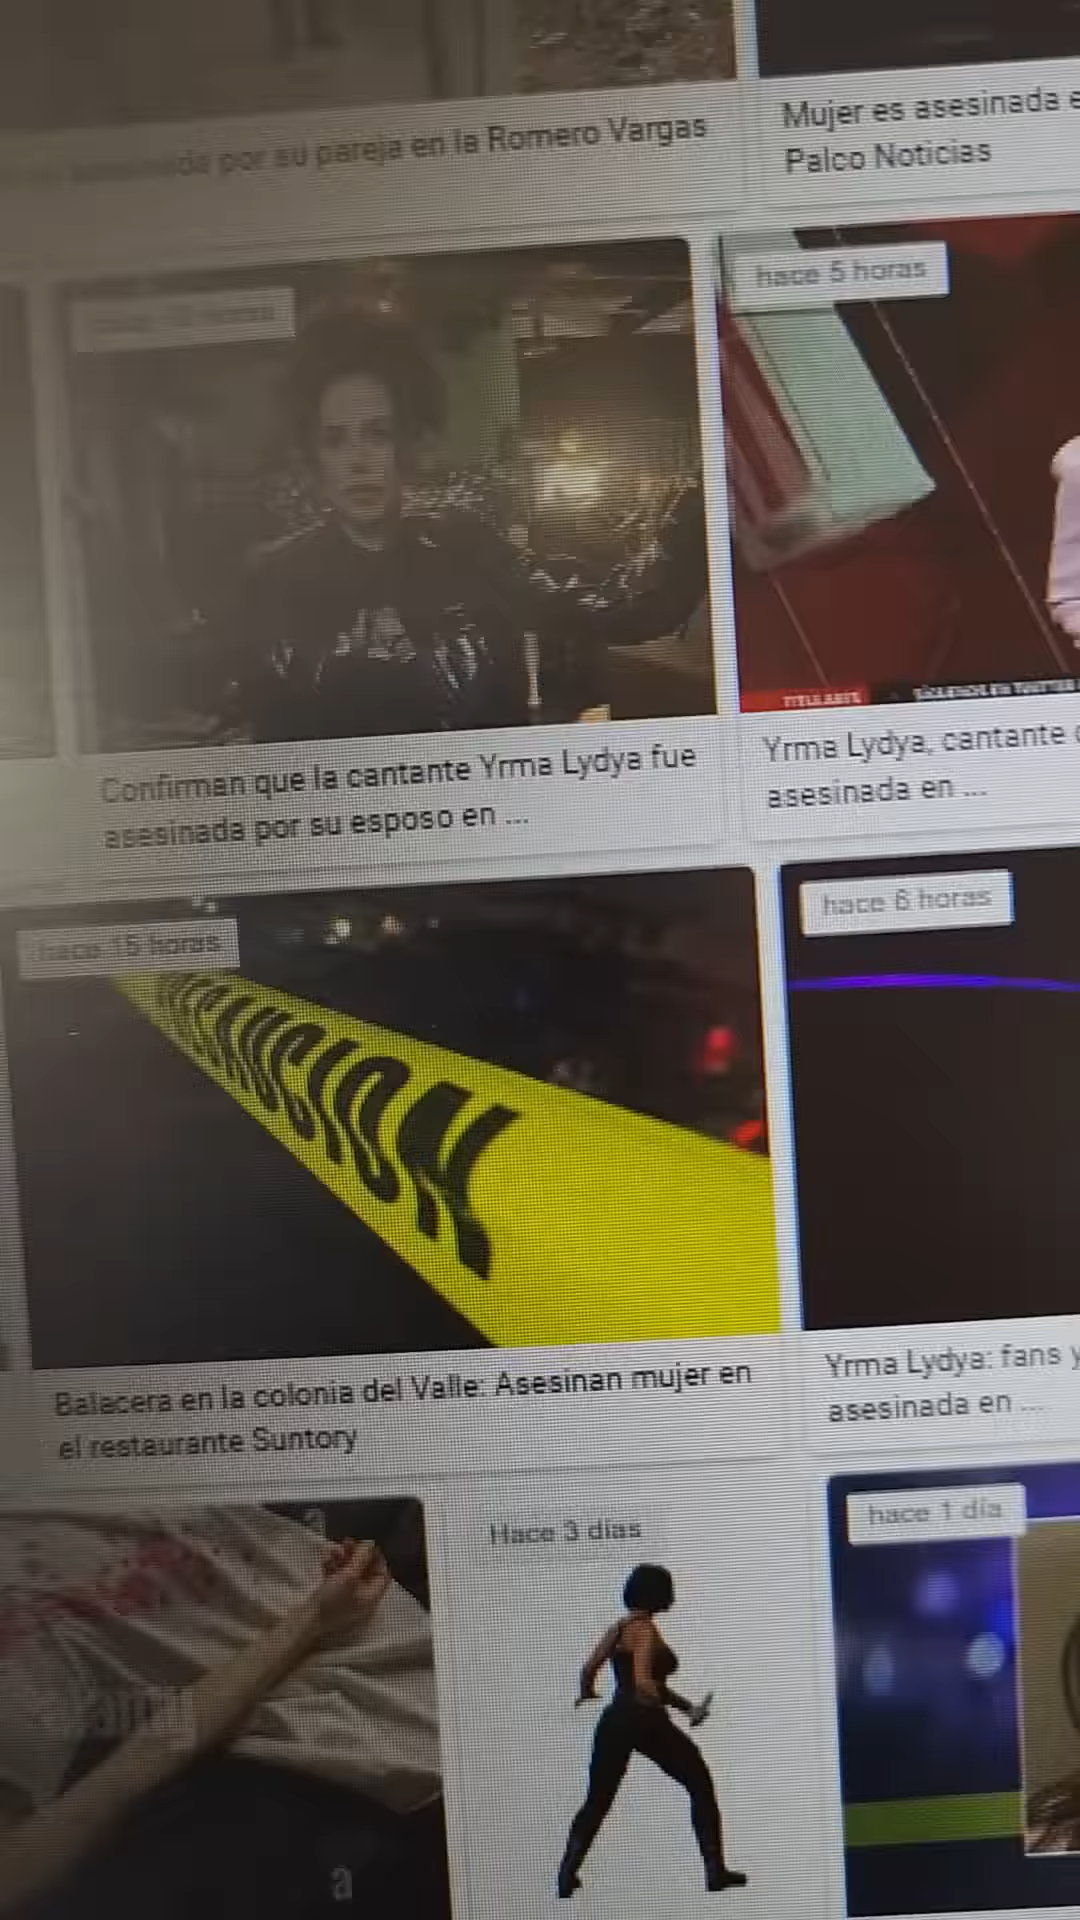 por su pareja en la Romero Vargas
Mujer es asesinada e
Palco Noticias
hace 5 horas
Confirman que la cantante Yrma Lydya fue
asesinada por su esposo en ...
Yrma Lydya, cantante
asesinada en ...
hace 15 horas
PRECAUCION
hace 6 horas
Balacera en la colonia del Valle: Asesinan mujer en
el restaurante Suntory
Yrma Lydya: fans y
asesinada en ...
Hace 3 días
hace 1 día
a